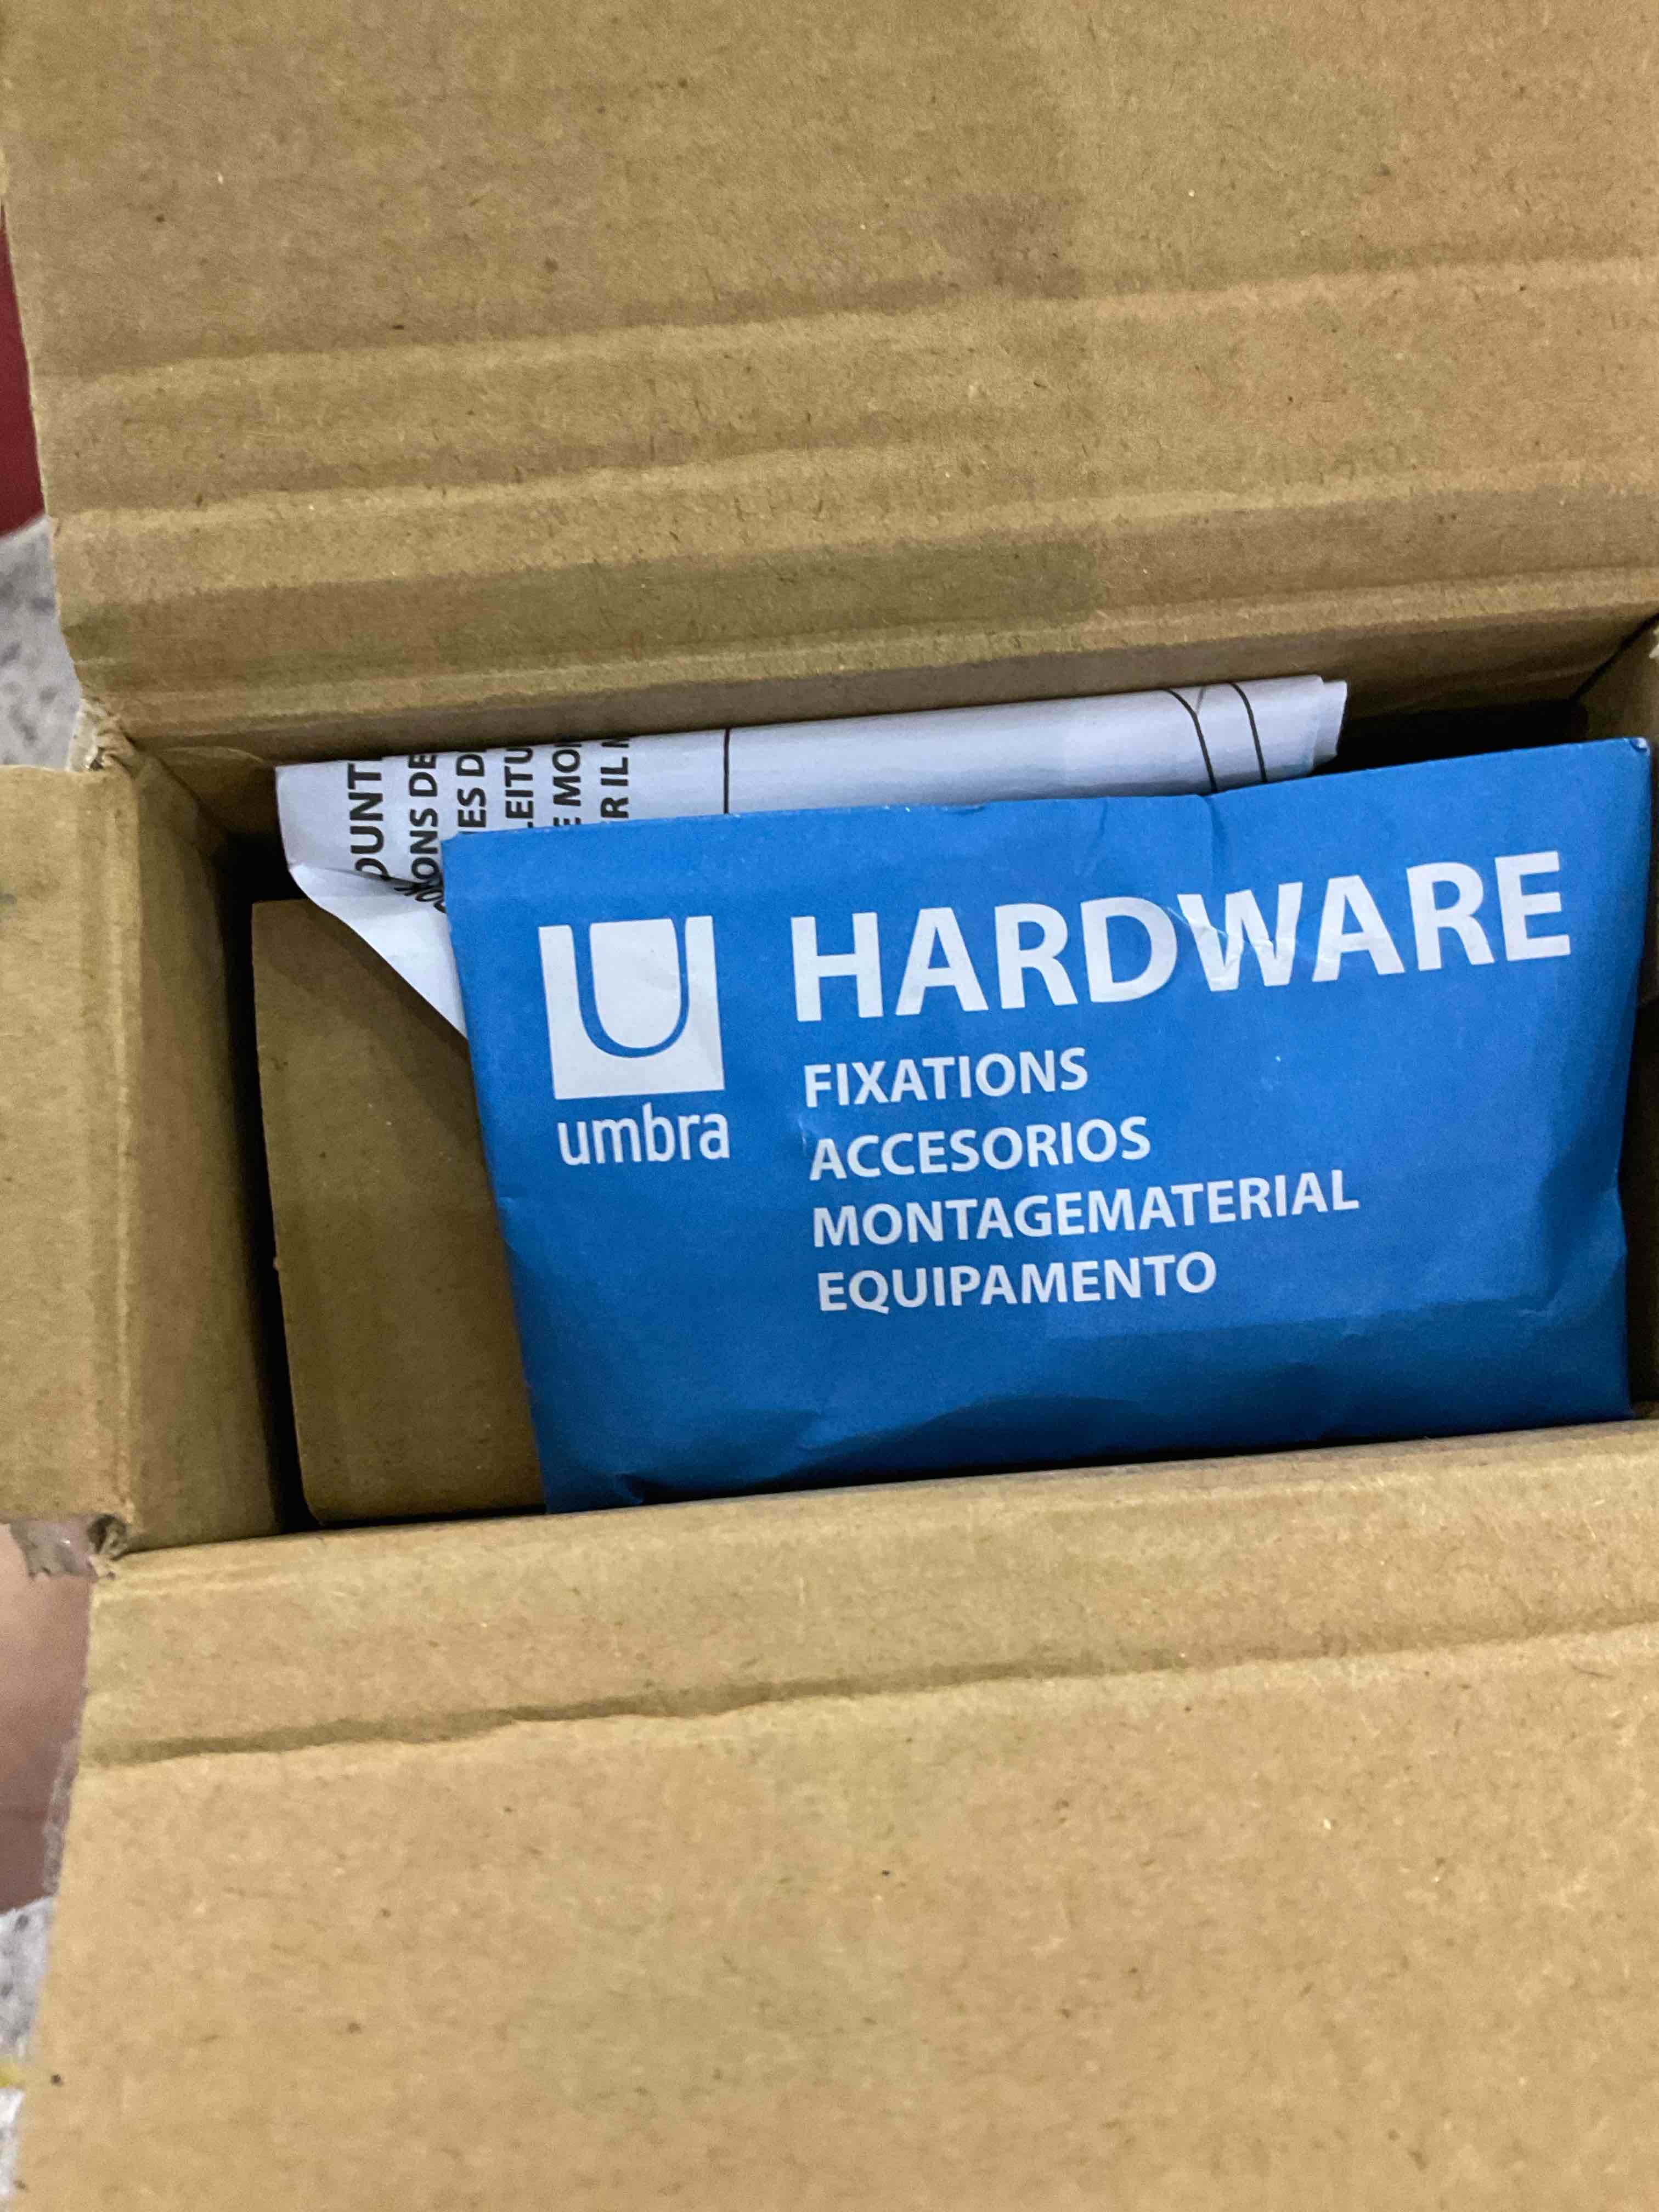 HARDWARE
umbra
FIXATIONS
ACCESORIOS
MONTAGEMATERIAL
EQUIPAMENTO